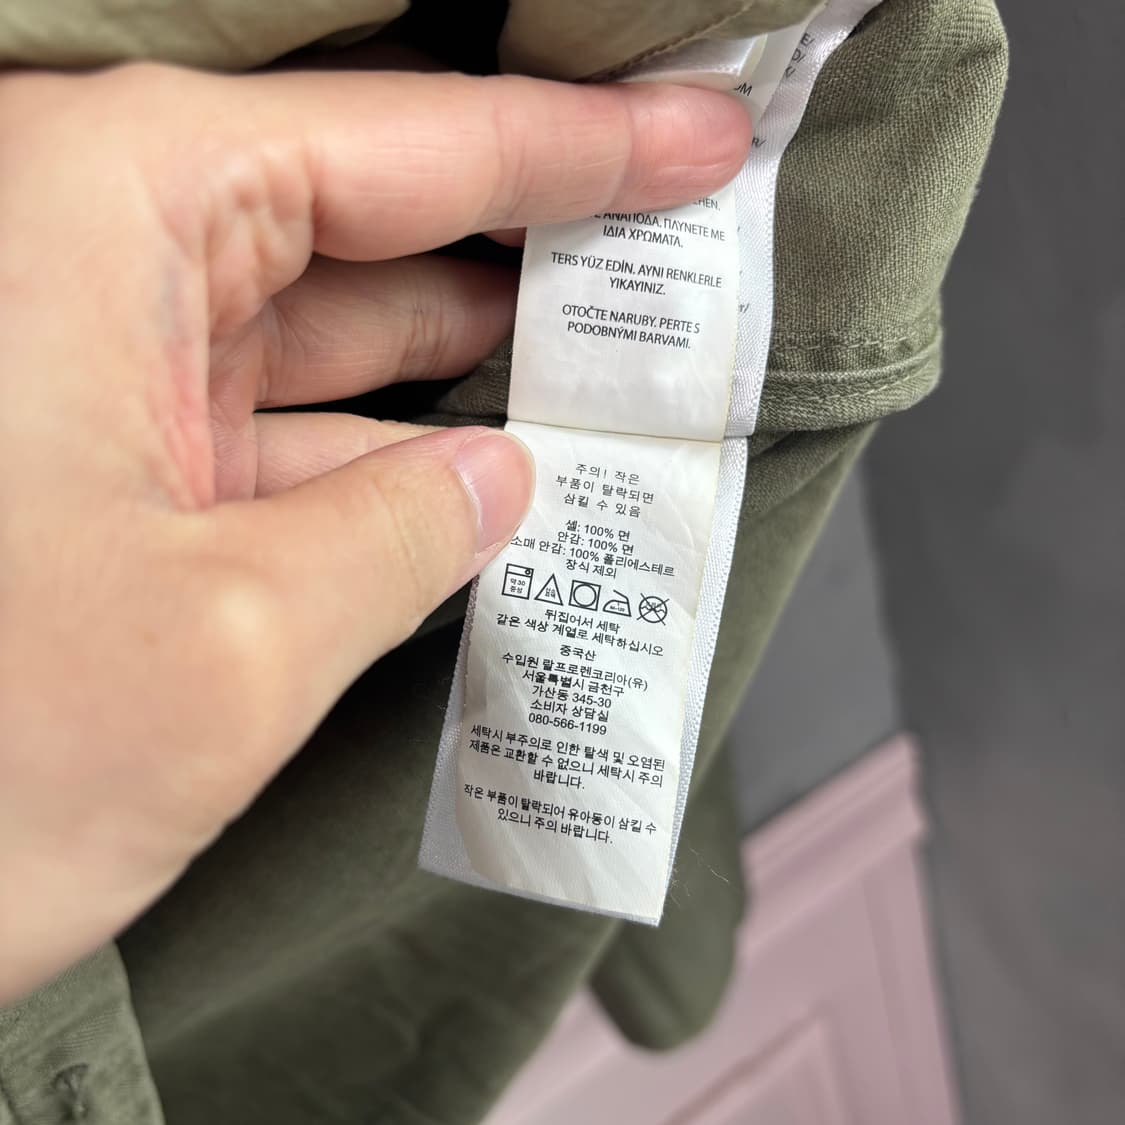 OM
E/
D/
K/
R/
EHEN.
ΑΝΑΠΟΔΑ. ΠΛΥΝΕΤΕ ΜΕ
ΙΔΙΑ ΧΡΩΜΑΤΑ.
TERS YÜZ EDİN. AYNI RENKLERLE
YIKAYINIZ.
OTOČTE NARUBY. PERTE S
PODOBNÝMI BARVAMI.
주의! 작은
부품이 탈락되면
삼킬 수 있음
셸: 100% 면
안감: 100% 면
소매 안감: 100% 폴리에스테르
장식 제외
약 30
중성
80-120
뒤집어서 세탁
같은 색상 계열로 세탁하십시오
중국산
수입원 랄프로렌코리아(유)
서울특별시 금천구
가산동 345-30
소비자 상담실
080-566-1199
세탁시 부주의로 인한 탈색 및 오염된
제품은 교환할 수 없으니 세탁시 주의
바랍니다.
작은 부품이 탈락되어 유아동이 삼킬 수
있으니 주의 바랍니다.